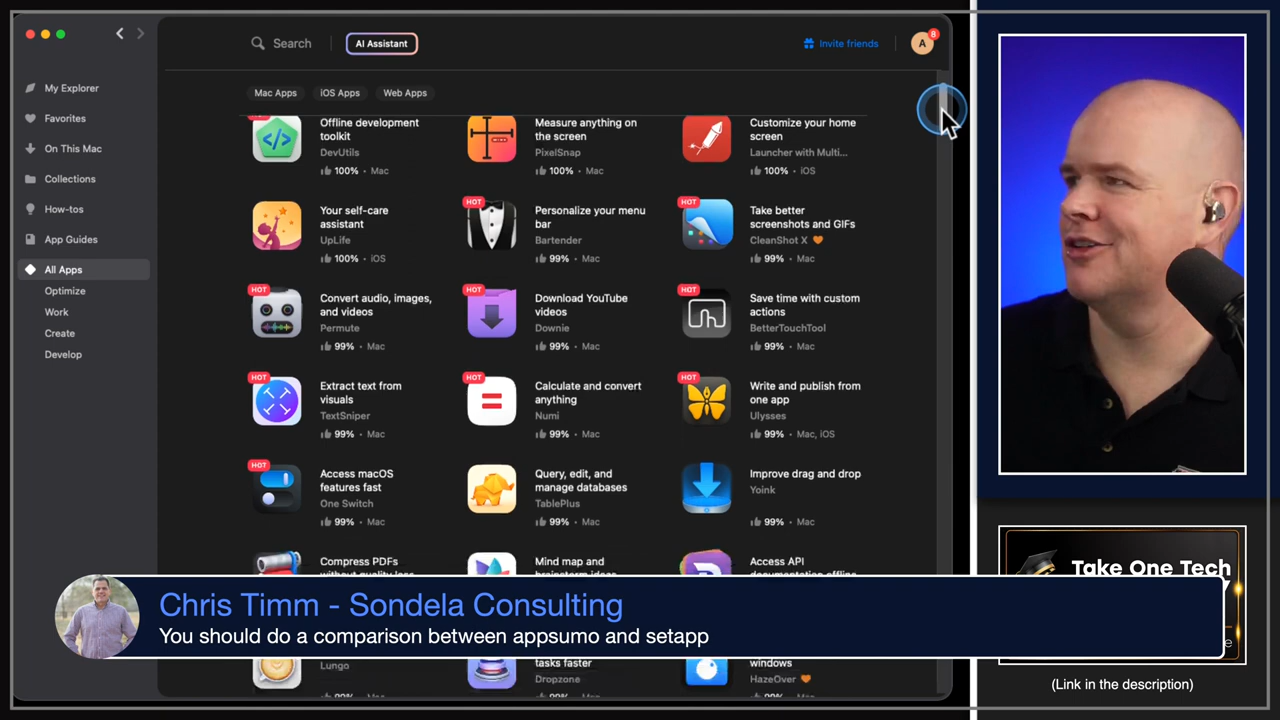 Search
AI Assistant
Invite friends
A
8
My Explorer
Favorites
On This Mac
Collections
How-tos
App Guides
All Apps
Optimize
Work
Create
Develop
Mac Apps
iOS Apps
Web Apps
Offline development
toolkit
DevUtils
100% • Mac
Measure anything on
the screen
PixelSnap
100% • Mac
Customize your home
screen
Launcher with Multi...
100% • iOS
Your self-care
assistant
UpLife
100% • iOS
HOT
Personalize your menu
bar
Bartender
99% • Mac
HOT
Take better
screenshots and GIFs
CleanShot X
99% • Mac
HOT
Convert audio, images,
and videos
Permute
99% • Mac
HOT
Download YouTube
videos
Downie
99% • Mac
HOT
Save time with custom
actions
BetterTouchTool
99% • Mac
HOT
Extract text from
visuals
TextSniper
99% • Mac
HOT
Calculate and convert
anything
Numi
99% • Mac
HOT
Write and publish from
one app
Ulysses
99% • Mac, iOS
HOT
Access macOS
features fast
One Switch
99% • Mac
Query, edit, and
manage databases
TablePlus
99% • Mac
Improve drag and drop
Yoink
99% • Mac
Compress PDFs
Mind map and
Access API
Chris Timm - Sondela Consulting
You should do a comparison between appsumo and setapp
Lungo
tasks faster
Dropzone
windows
HazeOver
Take One Tech
(Link in the description)